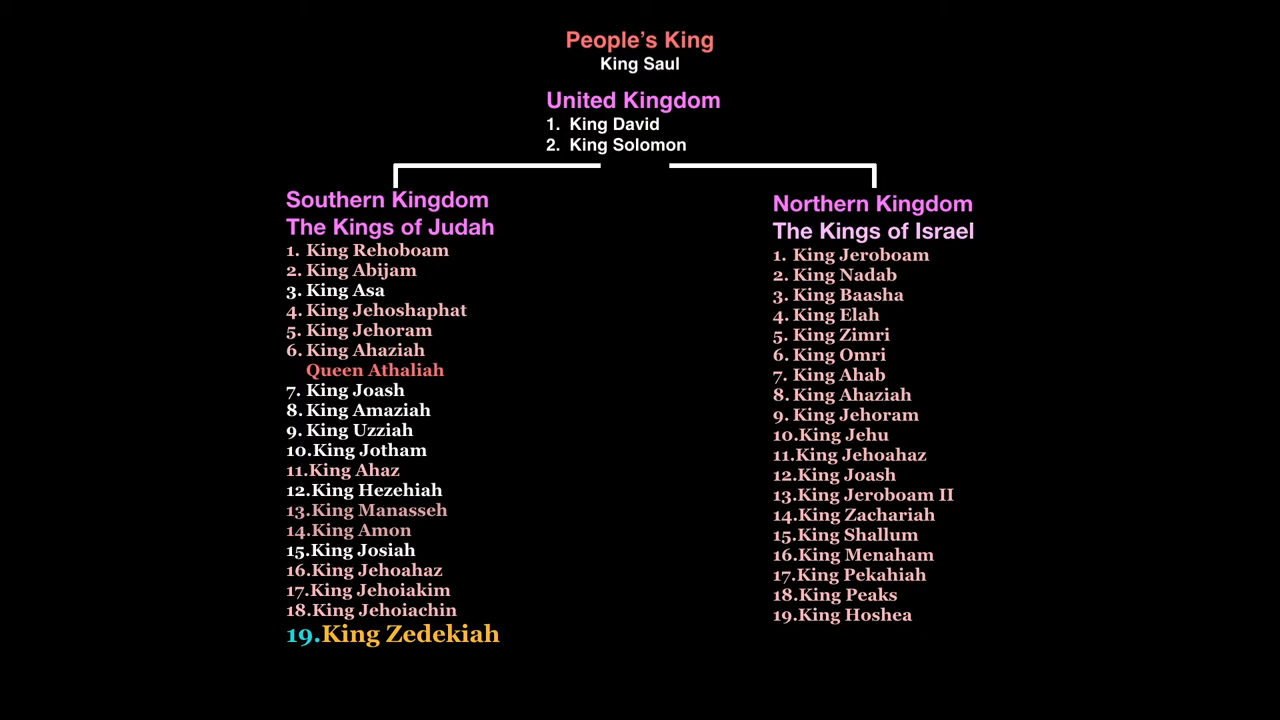 People's King
King Saul
United Kingdom
1. King David
2. King Solomon
Southern Kingdom
The Kings of Judah
1. King Rehoboam
2. King Abijam
3. King Asa
4. King Jehoshaphat
5. King Jehoram
6. King Ahaziah
Queen Athaliah
7. King Joash
8. King Amaziah
9. King Uzziah
10.King Jotham
11.King Ahaz
12.King Hezehiah
13.King Manasseh
14.King Amon
15.King Josiah
16.King Jehoahaz
17.King Jehoiakim
18.King Jehoiachin
19.King Zedekiah
Northern Kingdom
The Kings of Israel
1. King Jeroboam
2. King Nadab
3. King Baasha
4. King Elah
5. King Zimri
6. King Omri
7. King Ahab
8. King Ahaziah
9. King Jehoram
10.King Jehu
11.King Jehoahaz
12.King Joash
13.King Jeroboam II
14.King Zachariah
15.King Shallum
16.King Menaham
17.King Pekahiah
18.King Peaks
19.King Hoshea